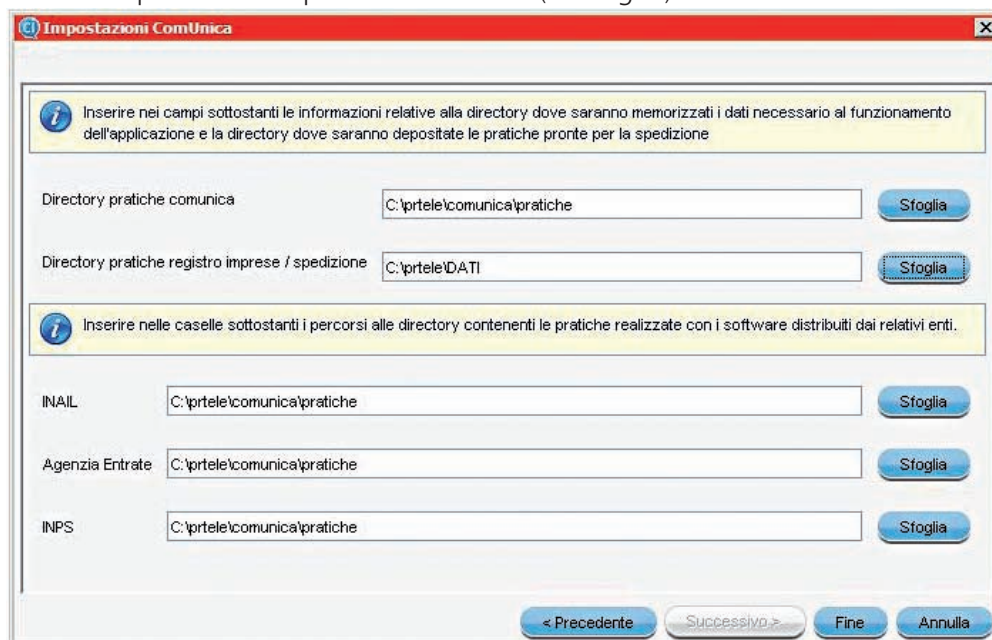 Impostazioni ComUnica
Inserire nei campi sottostanti le informazioni relative alla directory dove saranno memorizzati i dati necessario al funzionamento
dell'applicazione e la directory dove saranno depositate le pratiche pronte per la spedizione
Directory pratiche comunica C:\prtele\comunica\pratiche Sfoglia
Directory pratiche registro imprese / spedizione C:\prtele\DATI Sfoglia
Inserire nelle caselle sottostanti i percorsi alle directory contenenti le pratiche realizzate con i software distribuiti dai relativi enti.
INAIL C:\prtele\comunica\pratiche Sfoglia
Agenzia Entrate C:\prtele\comunica\pratiche Sfoglia
INPS C:\prtele\comunica\pratiche Sfoglia
< Precedente Successivo > Fine Annulla